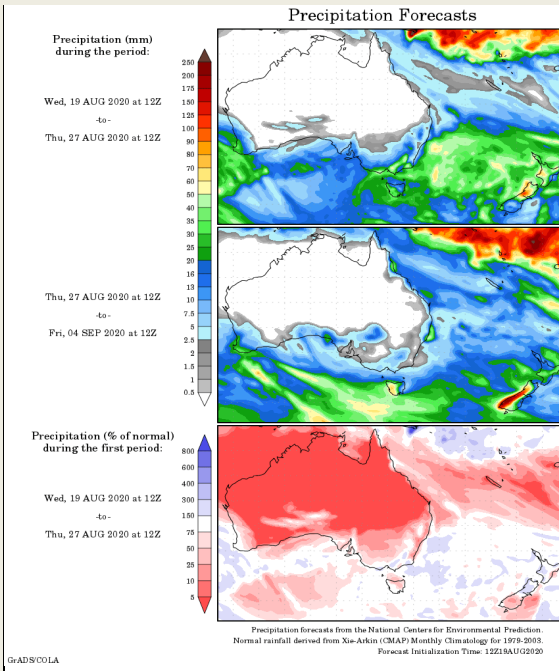 Precipitation Forecasts
Precipitation (mm)
during the period:
Wed, 19 AUG 2020 at 12Z
-to-
Thu, 27 AUG 2020 at 12Z
250
200
175
150
125
100
90
80
70
60
50
40
35
30
25
20
16
13
10
7.5
5
2.5
2
1.5
1
0.5
Thu, 27 AUG 2020 at 12Z
-to-
Fri, 04 SEP 2020 at 12Z
Precipitation (% of normal)
during the first period:
Wed, 19 AUG 2020 at 12Z
-to-
Thu, 27 AUG 2020 at 12Z
800
600
400
300
150
75
50
25
10
5
Precipitation forecasts from the National Centers for Environmental Prediction.
Normal rainfall derived from Xie-Arkin (CMAP) Monthly Climatology for 1979-2003.
Forecast Initialization Time: 12Z19AUG2020
GrADS/COLA